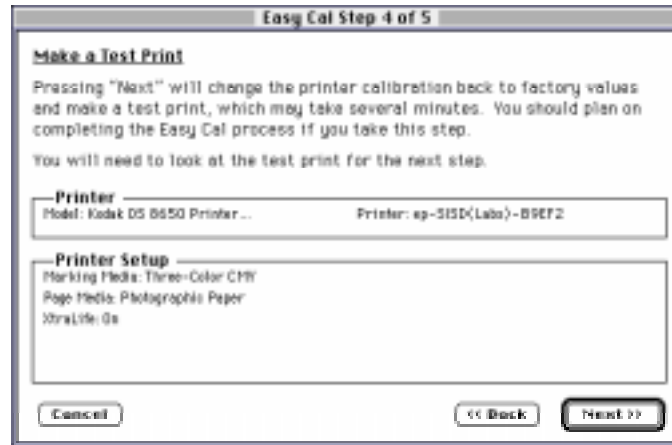 Easy Cal Step 4 of 5
Make a Test Print
Pressing "Next" will change the printer calibration back to factory values
and make a test print, which may take several minutes. You should plan on
completing the Easy Cal process if you take this step.
You will need to look at the test print for the next step.
Printer
Model: Kodak DS 8650 Printer... Printer: ep-SISD(Labs)-B9EF2
Printer Setup
Marking Media: Three-Color CMY
Page Media: Photographic Paper
XtraLife: On
Cancel
<< Back
Next >>